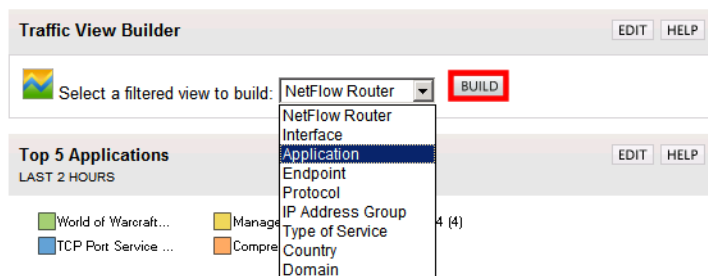 Traffic View Builder EDIT HELP
Select a filtered view to build: NetFlow Router BUILD
NetFlow Router
Interface
Application
Endpoint
Protocol
IP Address Group
Type of Service
Country
Domain
Top 5 Applications EDIT HELP
LAST 2 HOURS
World of Warcraft... 4 (4)
TCP Port Service ...